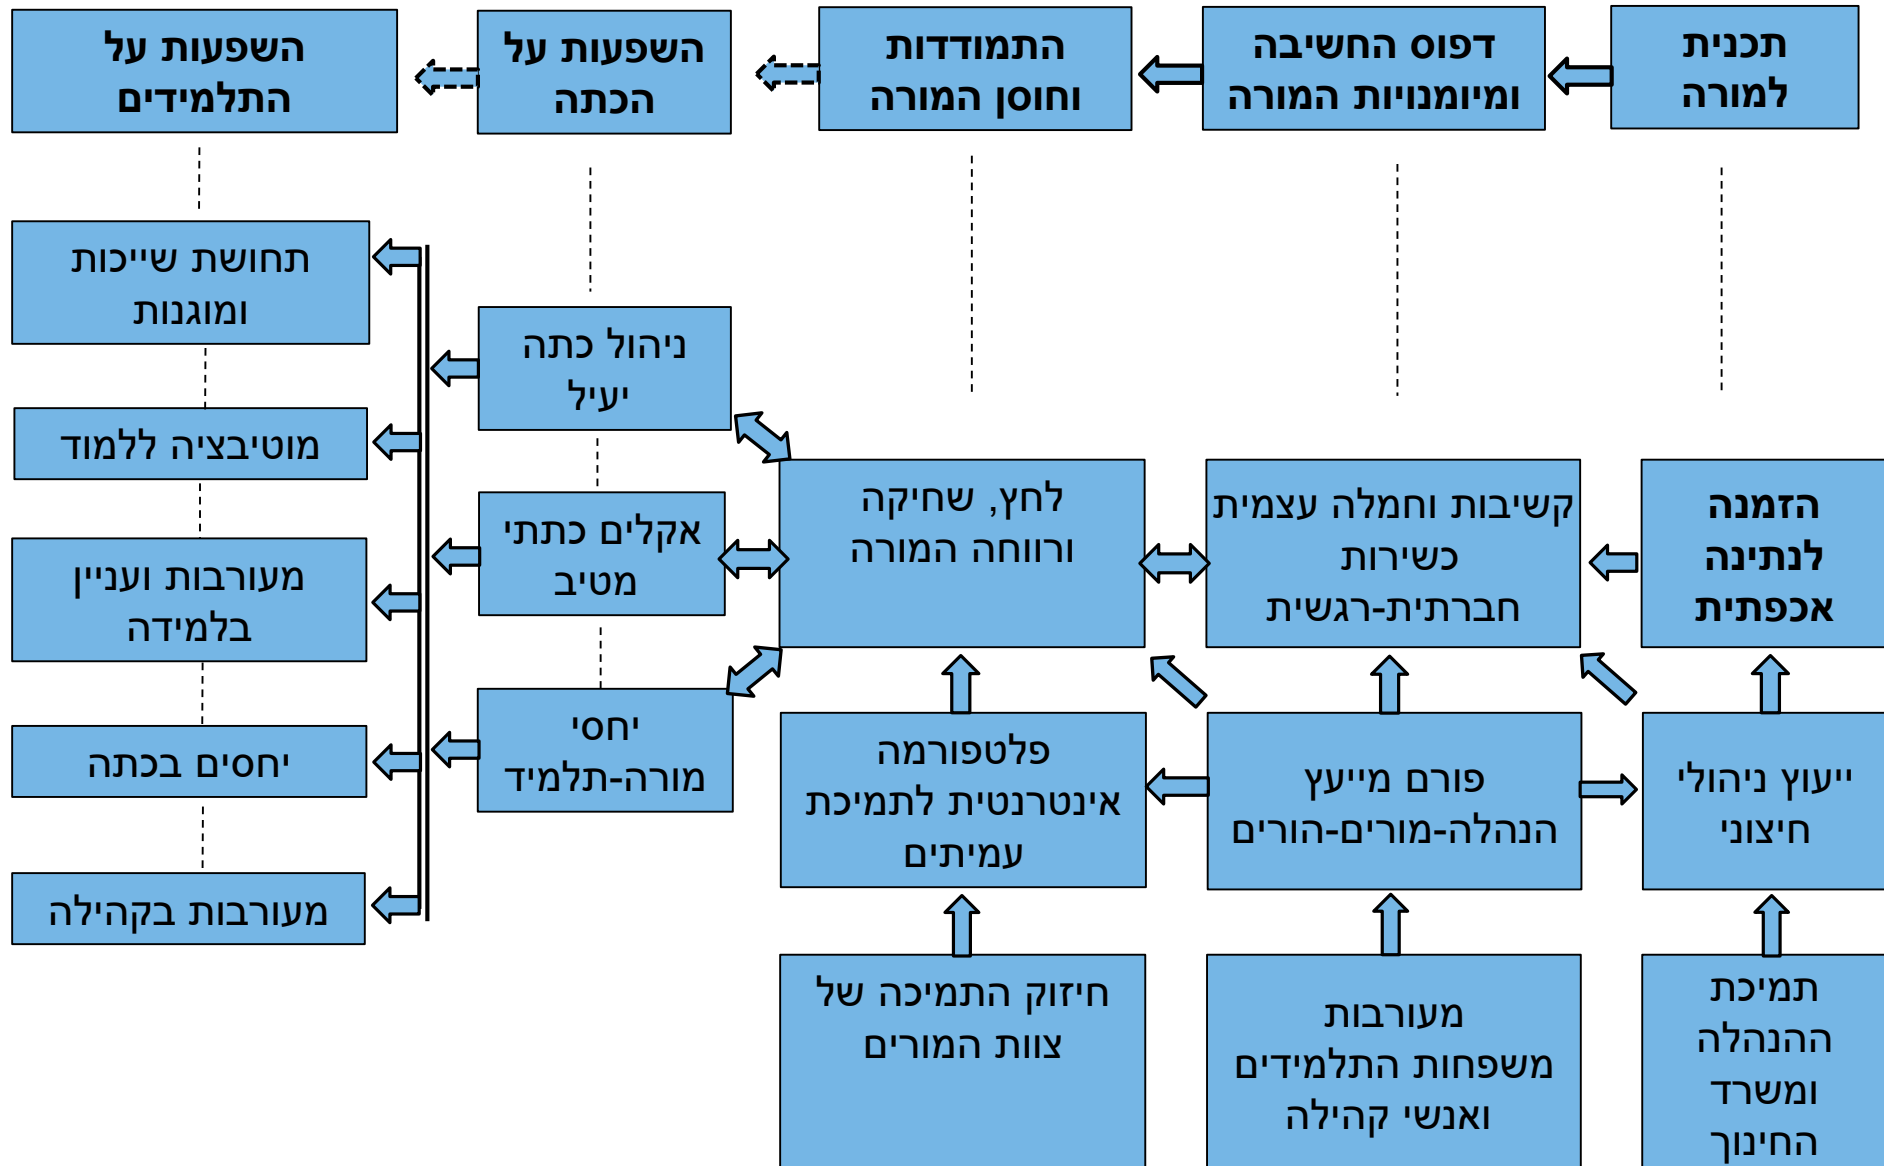 תכנית
למורה
דפוס החשיבה
ומיומנויות המורה
התמודדות
וחוסן המורה
השפעות על
הכתה
השפעות על
התלמידים
הזמנה
לנתינה
אכפתית
קשיבות וחמלה עצמית
כשירות
חברתית-רגשית
לחץ, שחיקה
ורווחה המורה
ניהול כתה
יעיל
אקלים כתתי
מטיב
יחסי
מורה-תלמיד
תחושת שייכות
ומוגנות
מוטיבציה ללמוד
מעורבות ועניין
בלמידה
יחסים בכתה
מעורבות בקהילה
ייעוץ ניהולי
חיצוני
פורם מייעץ
הנהלה-מורים-הורים
פלטפורמה
אינטרנטית לתמיכת
עמיתים
תמיכת
ההנהלה
ומשרד
החינוך
מעורבות
משפחות התלמידים
ואנשי קהילה
חיזוק התמיכה של
צוות המורים